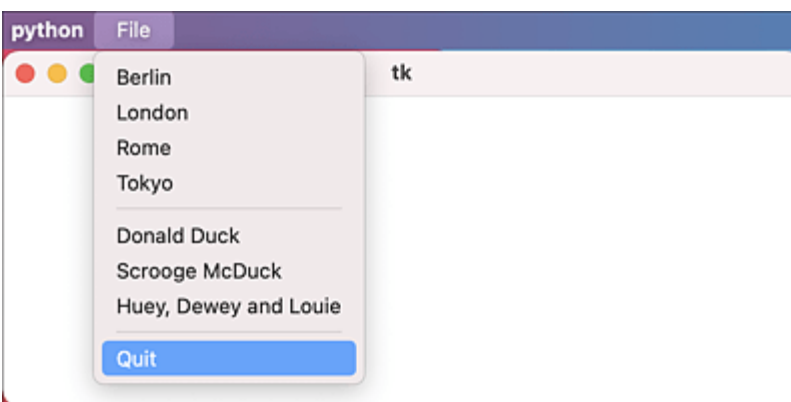 python File
tk
Berlin
London
Rome
Tokyo
Donald Duck
Scrooge McDuck
Huey, Dewey and Louie
Quit